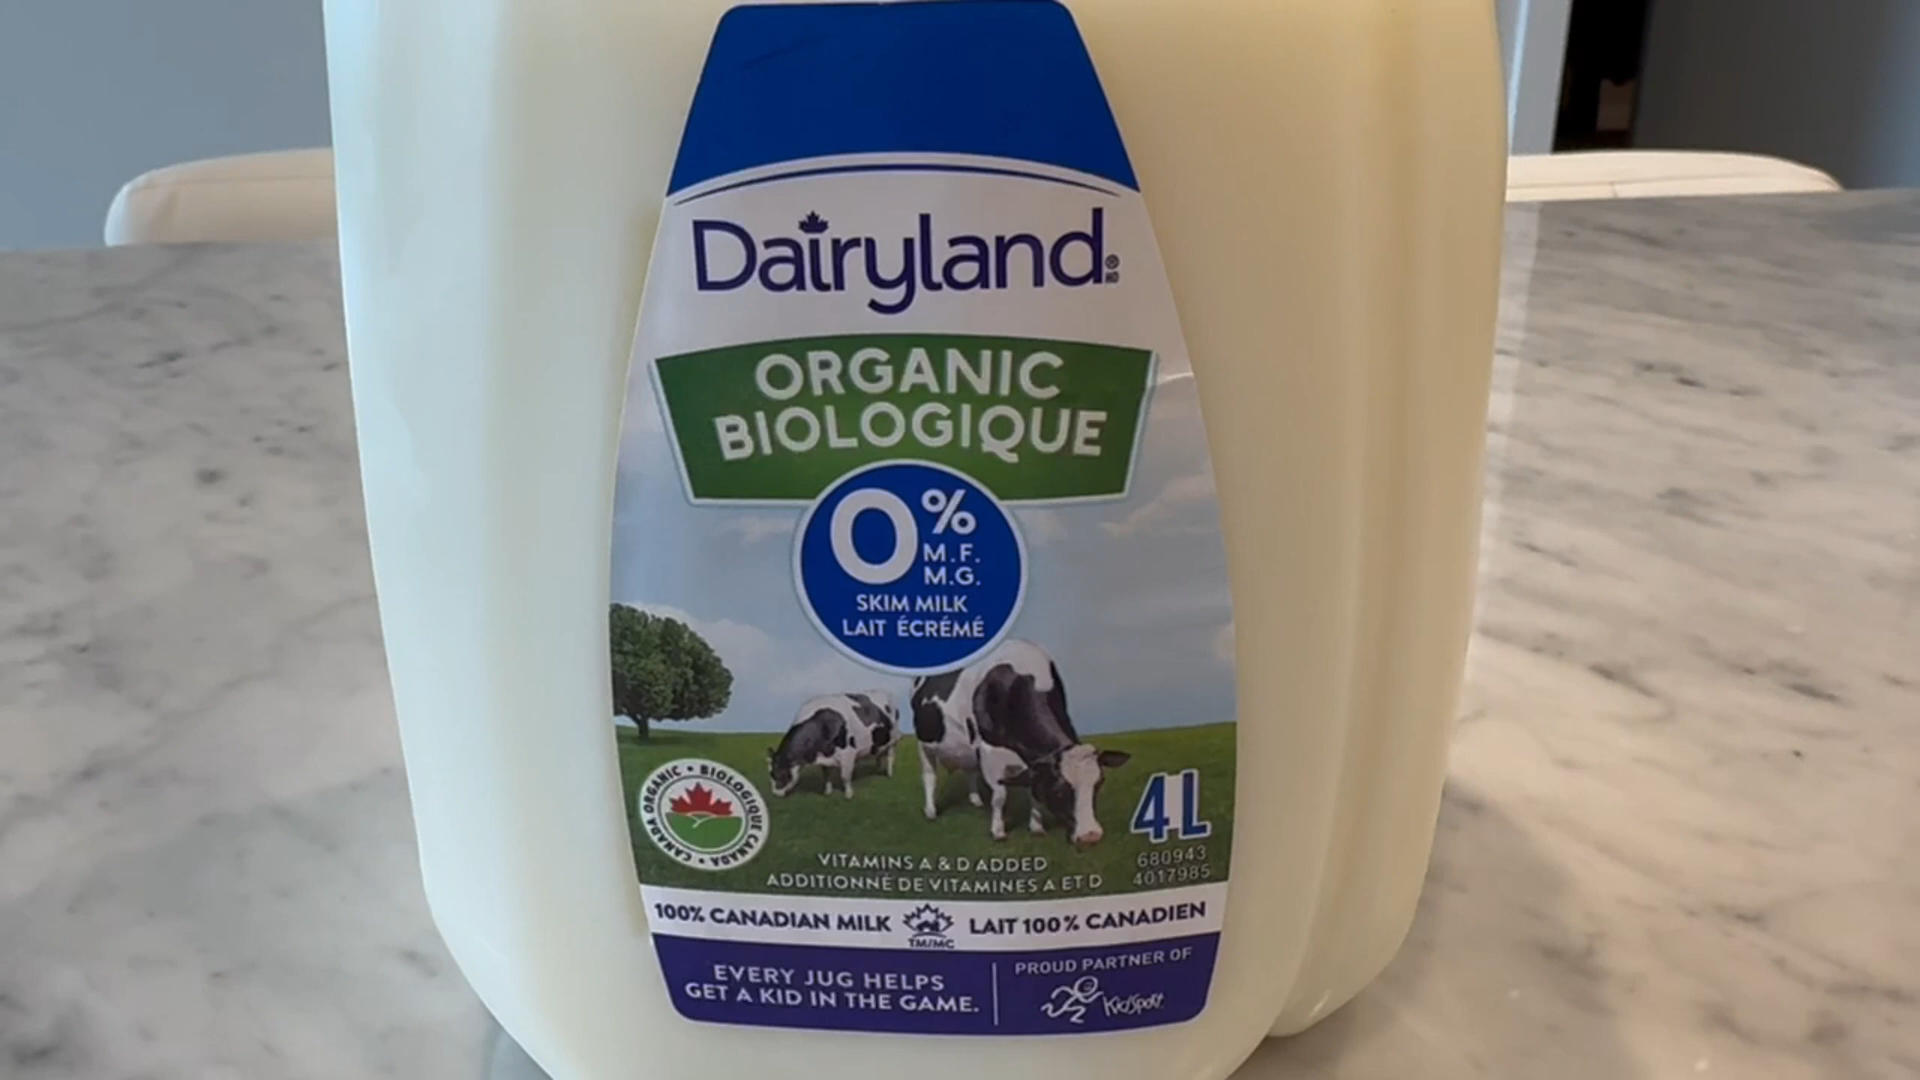 Dairyland®
MD
ORGANIC
BIOLOGIQUE
0%
M.F.
M.G.
SKIM MILK
LAIT ÉCRÉMÉ
CANADA ORGANIC • BIOLOGIQUE CANADA •
4L
680943
4017985
VITAMINS A & D ADDED
ADDITIONNÉ DE VITAMINES A ET D
100% CANADIAN MILK
TM/MC
LAIT 100% CANADIEN
EVERY JUG HELPS
GET A KID IN THE GAME.
PROUD PARTNER OF
KidSport